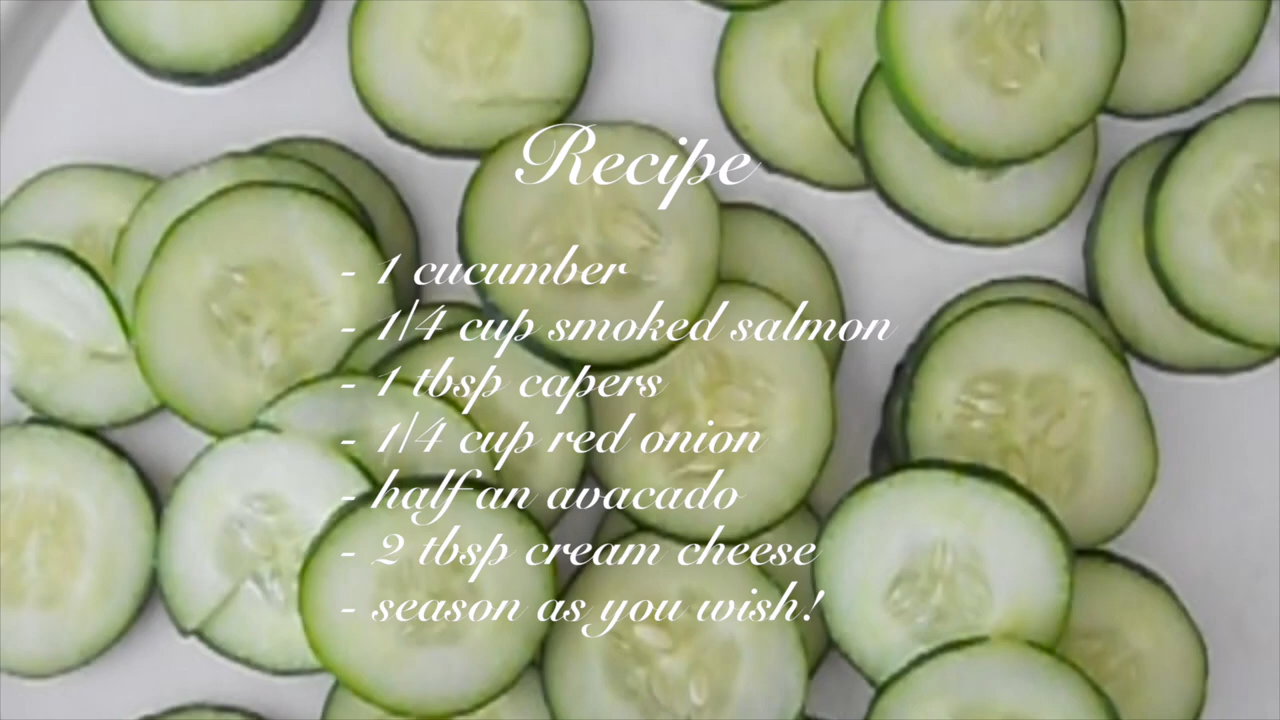 Recipe
- 1 cucumber
- 1/4 cup smoked salmon
- 1 tbsp capers
- 1/4 cup red onion
- half an avacado
- 2 tbsp cream cheese
- season as you wish!